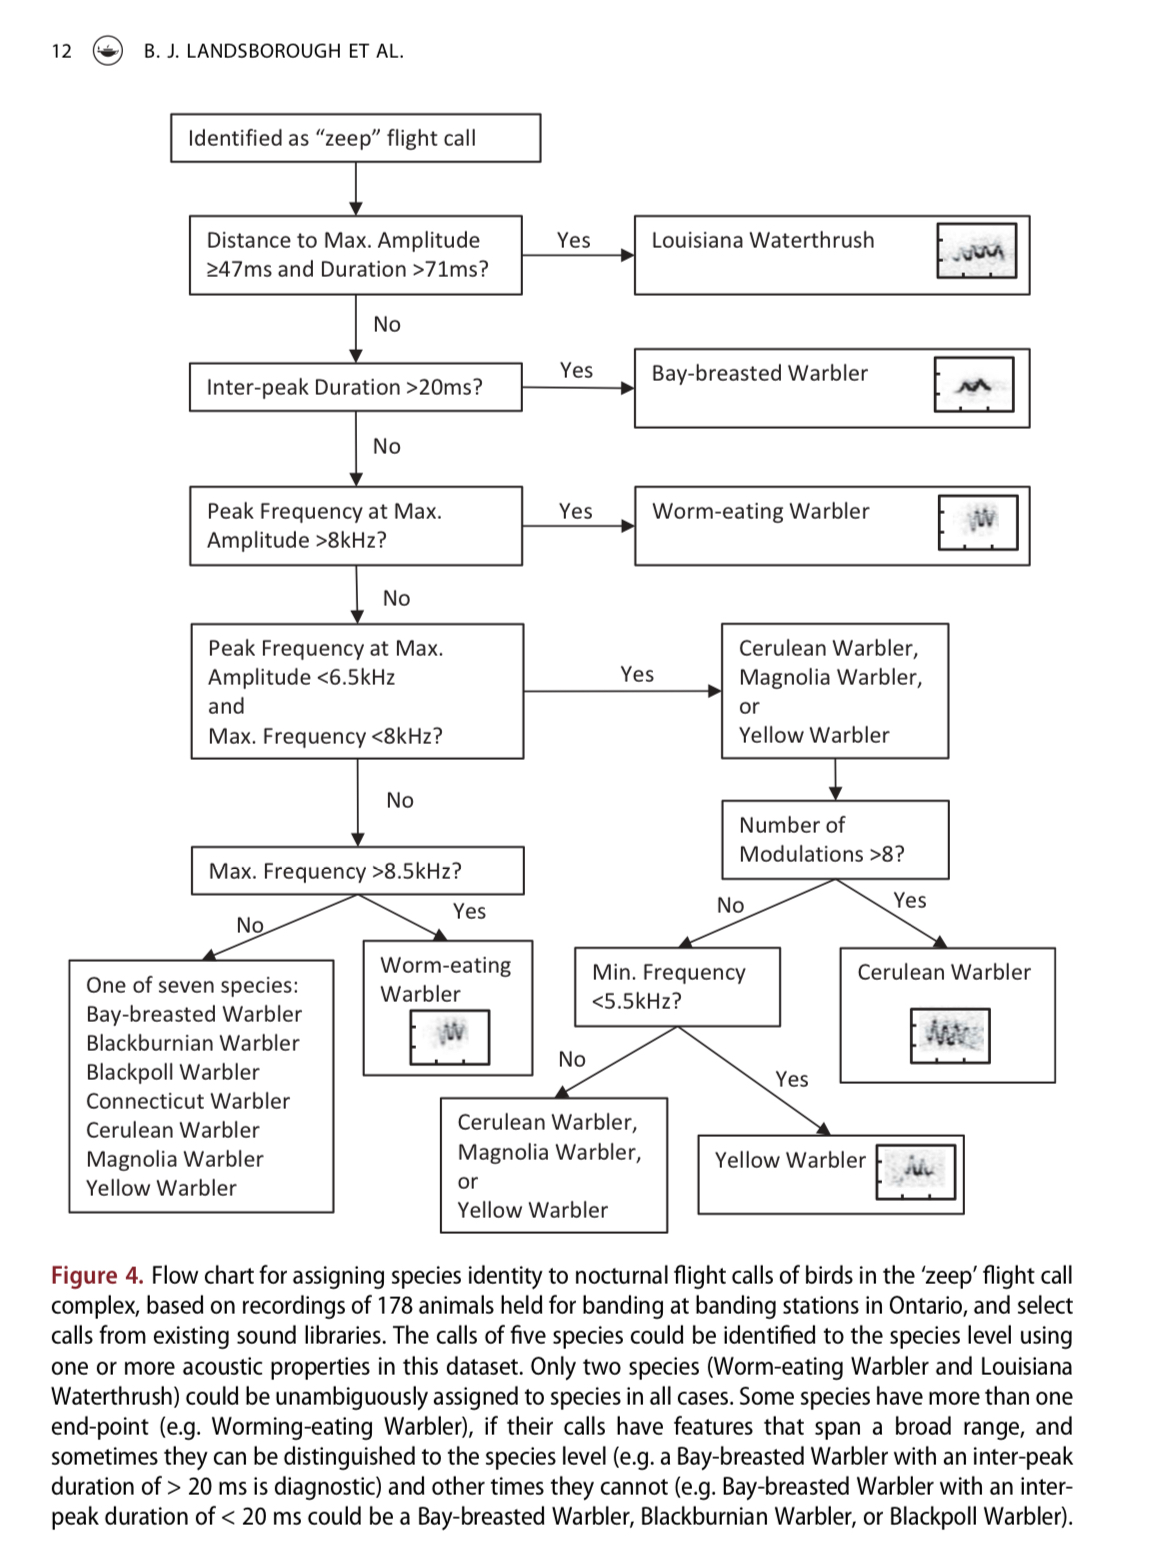 12 B. J. LANDSBOROUGH ET AL.
Identified as “zeep” flight call
Distance to Max. Amplitude
≥47ms and Duration >71ms?
Yes
Louisiana Waterthrush
No
Inter-peak Duration >20ms?
Yes
Bay-breasted Warbler
No
Peak Frequency at Max.
Amplitude >8kHz?
Yes
Worm-eating Warbler
No
Peak Frequency at Max.
Amplitude <6.5kHz
and
Max. Frequency <8kHz?
Yes
Cerulean Warbler,
Magnolia Warbler,
or
Yellow Warbler
No
Number of
Modulations >8?
Max. Frequency >8.5kHz?
No
Yes
No
Yes
One of seven species:
Bay-breasted Warbler
Blackburnian Warbler
Blackpoll Warbler
Connecticut Warbler
Cerulean Warbler
Magnolia Warbler
Yellow Warbler
Worm-eating
Warbler
Min. Frequency
<5.5kHz?
Cerulean Warbler
No
Yes
Cerulean Warbler,
Magnolia Warbler,
or
Yellow Warbler
Yellow Warbler
Figure 4. Flow chart for assigning species identity to nocturnal flight calls of birds in the ‘zeep’ flight call
complex, based on recordings of 178 animals held for banding at banding stations in Ontario, and select
calls from existing sound libraries. The calls of five species could be identified to the species level using
one or more acoustic properties in this dataset. Only two species (Worm-eating Warbler and Louisiana
Waterthrush) could be unambiguously assigned to species in all cases. Some species have more than one
end-point (e.g. Worming-eating Warbler), if their calls have features that span a broad range, and
sometimes they can be distinguished to the species level (e.g. a Bay-breasted Warbler with an inter-peak
duration of > 20 ms is diagnostic) and other times they cannot (e.g. Bay-breasted Warbler with an inter-
peak duration of < 20 ms could be a Bay-breasted Warbler, Blackburnian Warbler, or Blackpoll Warbler).